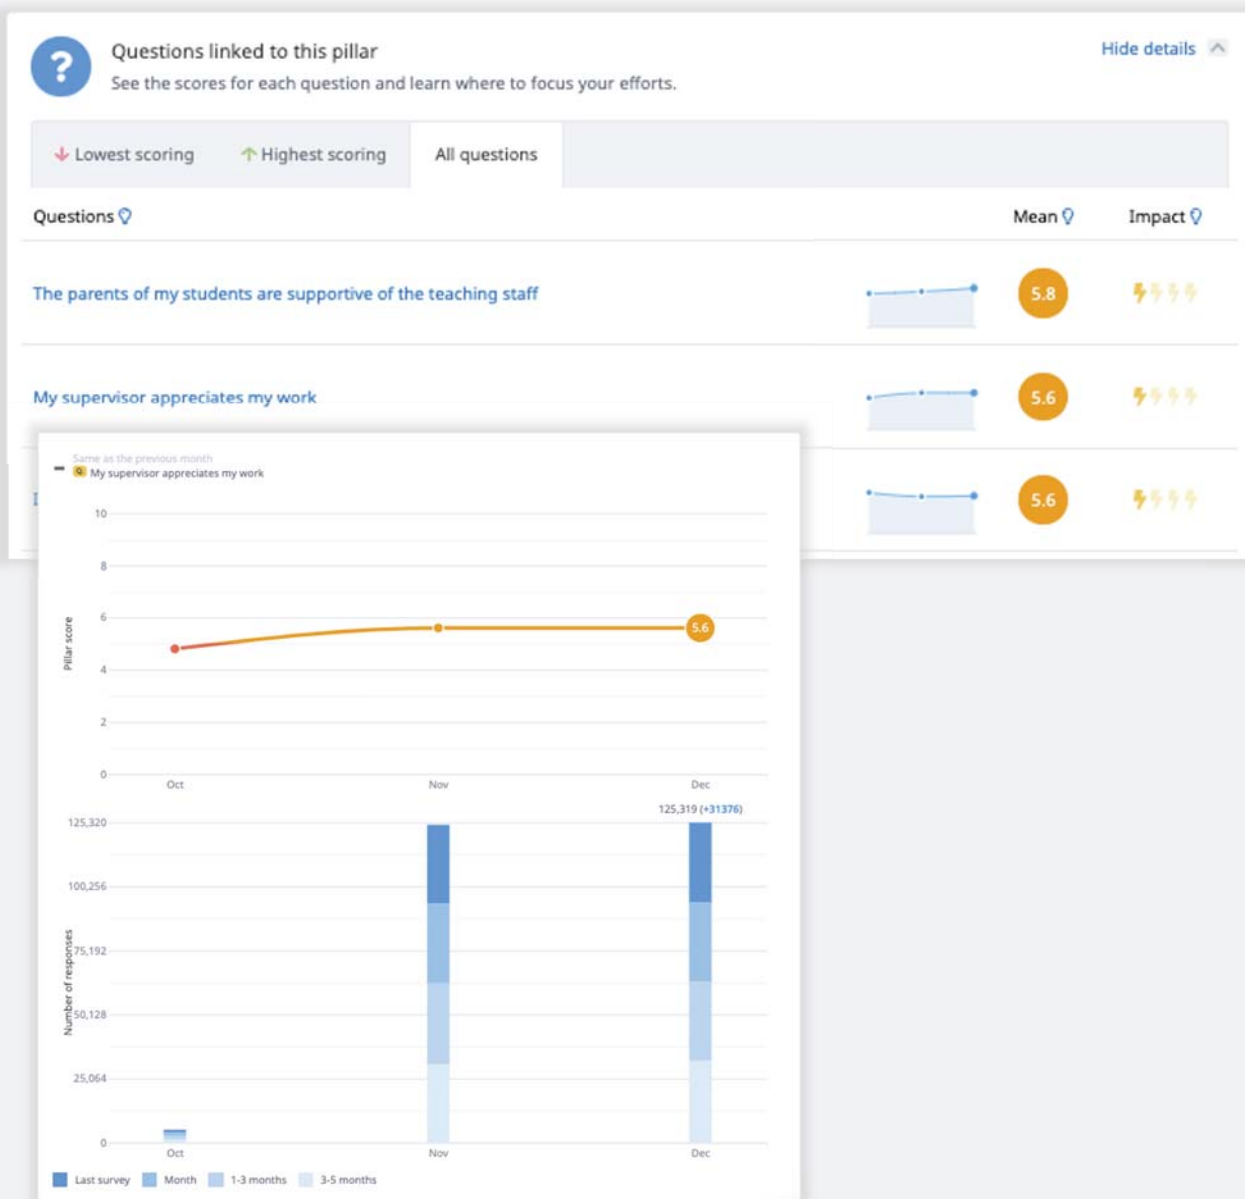 Questions linked to this pillar
Hide details
See the scores for each question and learn where to focus your efforts.
Lowest scoring Highest scoring All questions
Questions Mean Impact
The parents of my students are supportive of the teaching staff 5.8
My supervisor appreciates my work 5.6
5.6
Same as the previous month
Q My supervisor appreciates my work
10
8
6
4
2
0
Pillar score
5.6
Oct Nov Dec
125,319 (+31376)
125,320
100,256
75,192
50,128
25,064
0
Number of responses
Oct Nov Dec
Last survey Month 1-3 months 3-5 months